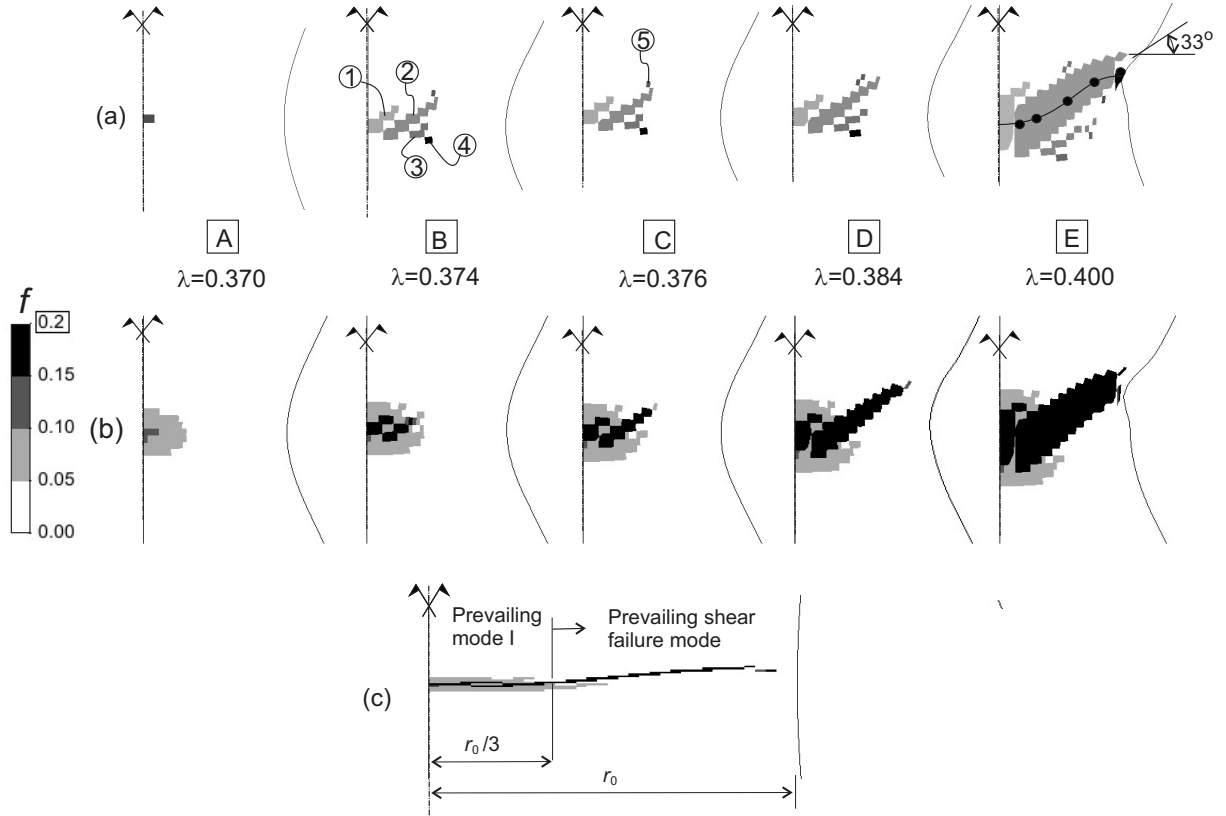 33°
① ② ⑤
(a)
③ ④
A B C D E
λ=0.370 λ=0.374 λ=0.376 λ=0.384 λ=0.400
f
0.2
0.15
0.10
0.05
0.00
(b)
Prevailing
mode I
Prevailing shear
failure mode
(c)
r₀/3
r₀